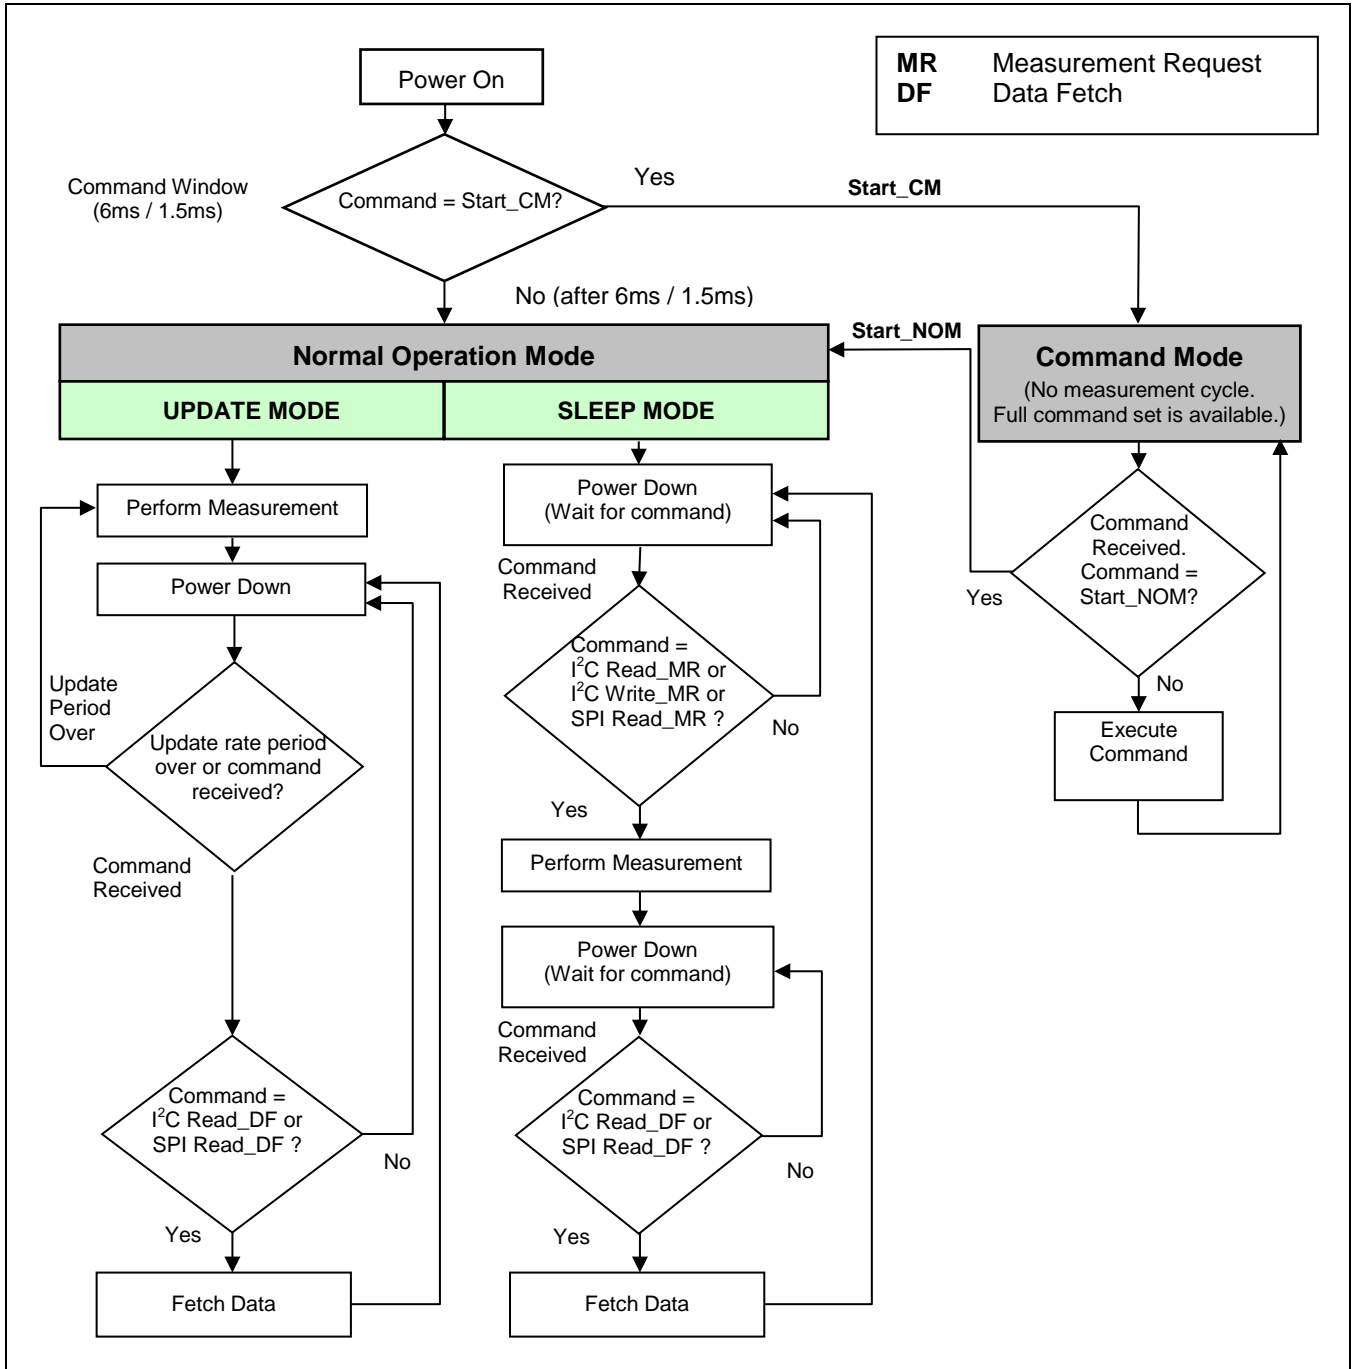 Power On
MR Measurement Request
DF Data Fetch
Command Window
(6ms / 1.5ms)
Command = Start_CM?
Yes
Start_CM
No (after 6ms / 1.5ms)
Normal Operation Mode
UPDATE MODE
SLEEP MODE
Start_NOM
Command Mode
(No measurement cycle.
Full command set is available.)
Perform Measurement
Power Down
Update
Period
Over
Update rate period
over or command
received?
Command
Received
Command =
I²C Read_DF or
SPI Read_DF ?
No
Yes
Fetch Data
Power Down
(Wait for command)
Command
Received
Command =
I²C Read_MR or
I²C Write_MR or
SPI Read_MR ?
No
Yes
Perform Measurement
Power Down
(Wait for command)
Command
Received
Command =
I²C Read_DF or
SPI Read_DF ?
No
Yes
Fetch Data
Command
Received.
Command =
Start_NOM?
Yes
No
Execute
Command